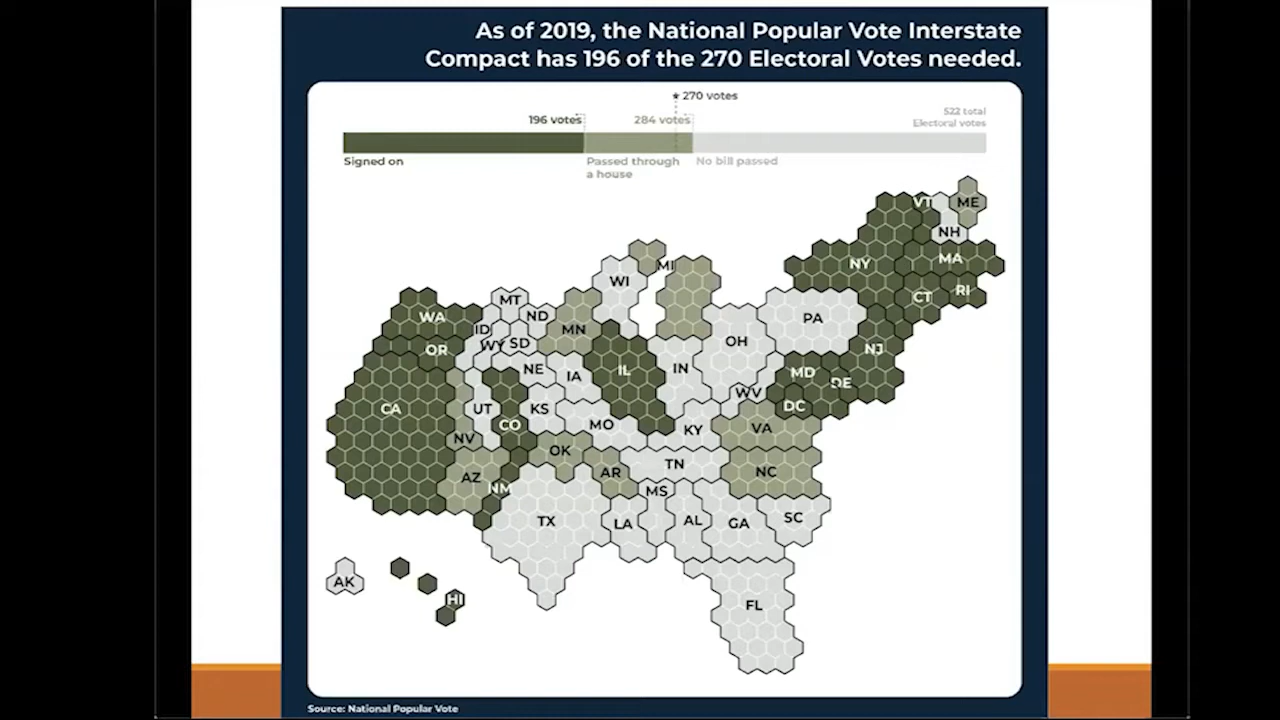 As of 2019, the National Popular Vote Interstate
Compact has 196 of the 270 Electoral Votes needed.
★ 270 votes
196 votes
284 votes
522 total
Electoral votes
Signed on
Passed through
a house
No bill passed
VT
ME
NH
NY
MA
MI
WI
CT
RI
MT
WA
ND
PA
ID
MN
OR
WY
SD
OH
NJ
NE
IA
IL
IN
MD
DE
WV
CA
UT
KS
DC
CO
MO
KY
VA
NV
OK
TN
AZ
AR
NC
NM
MS
TX
LA
AL
GA
SC
AK
HI
FL
Source: National Popular Vote